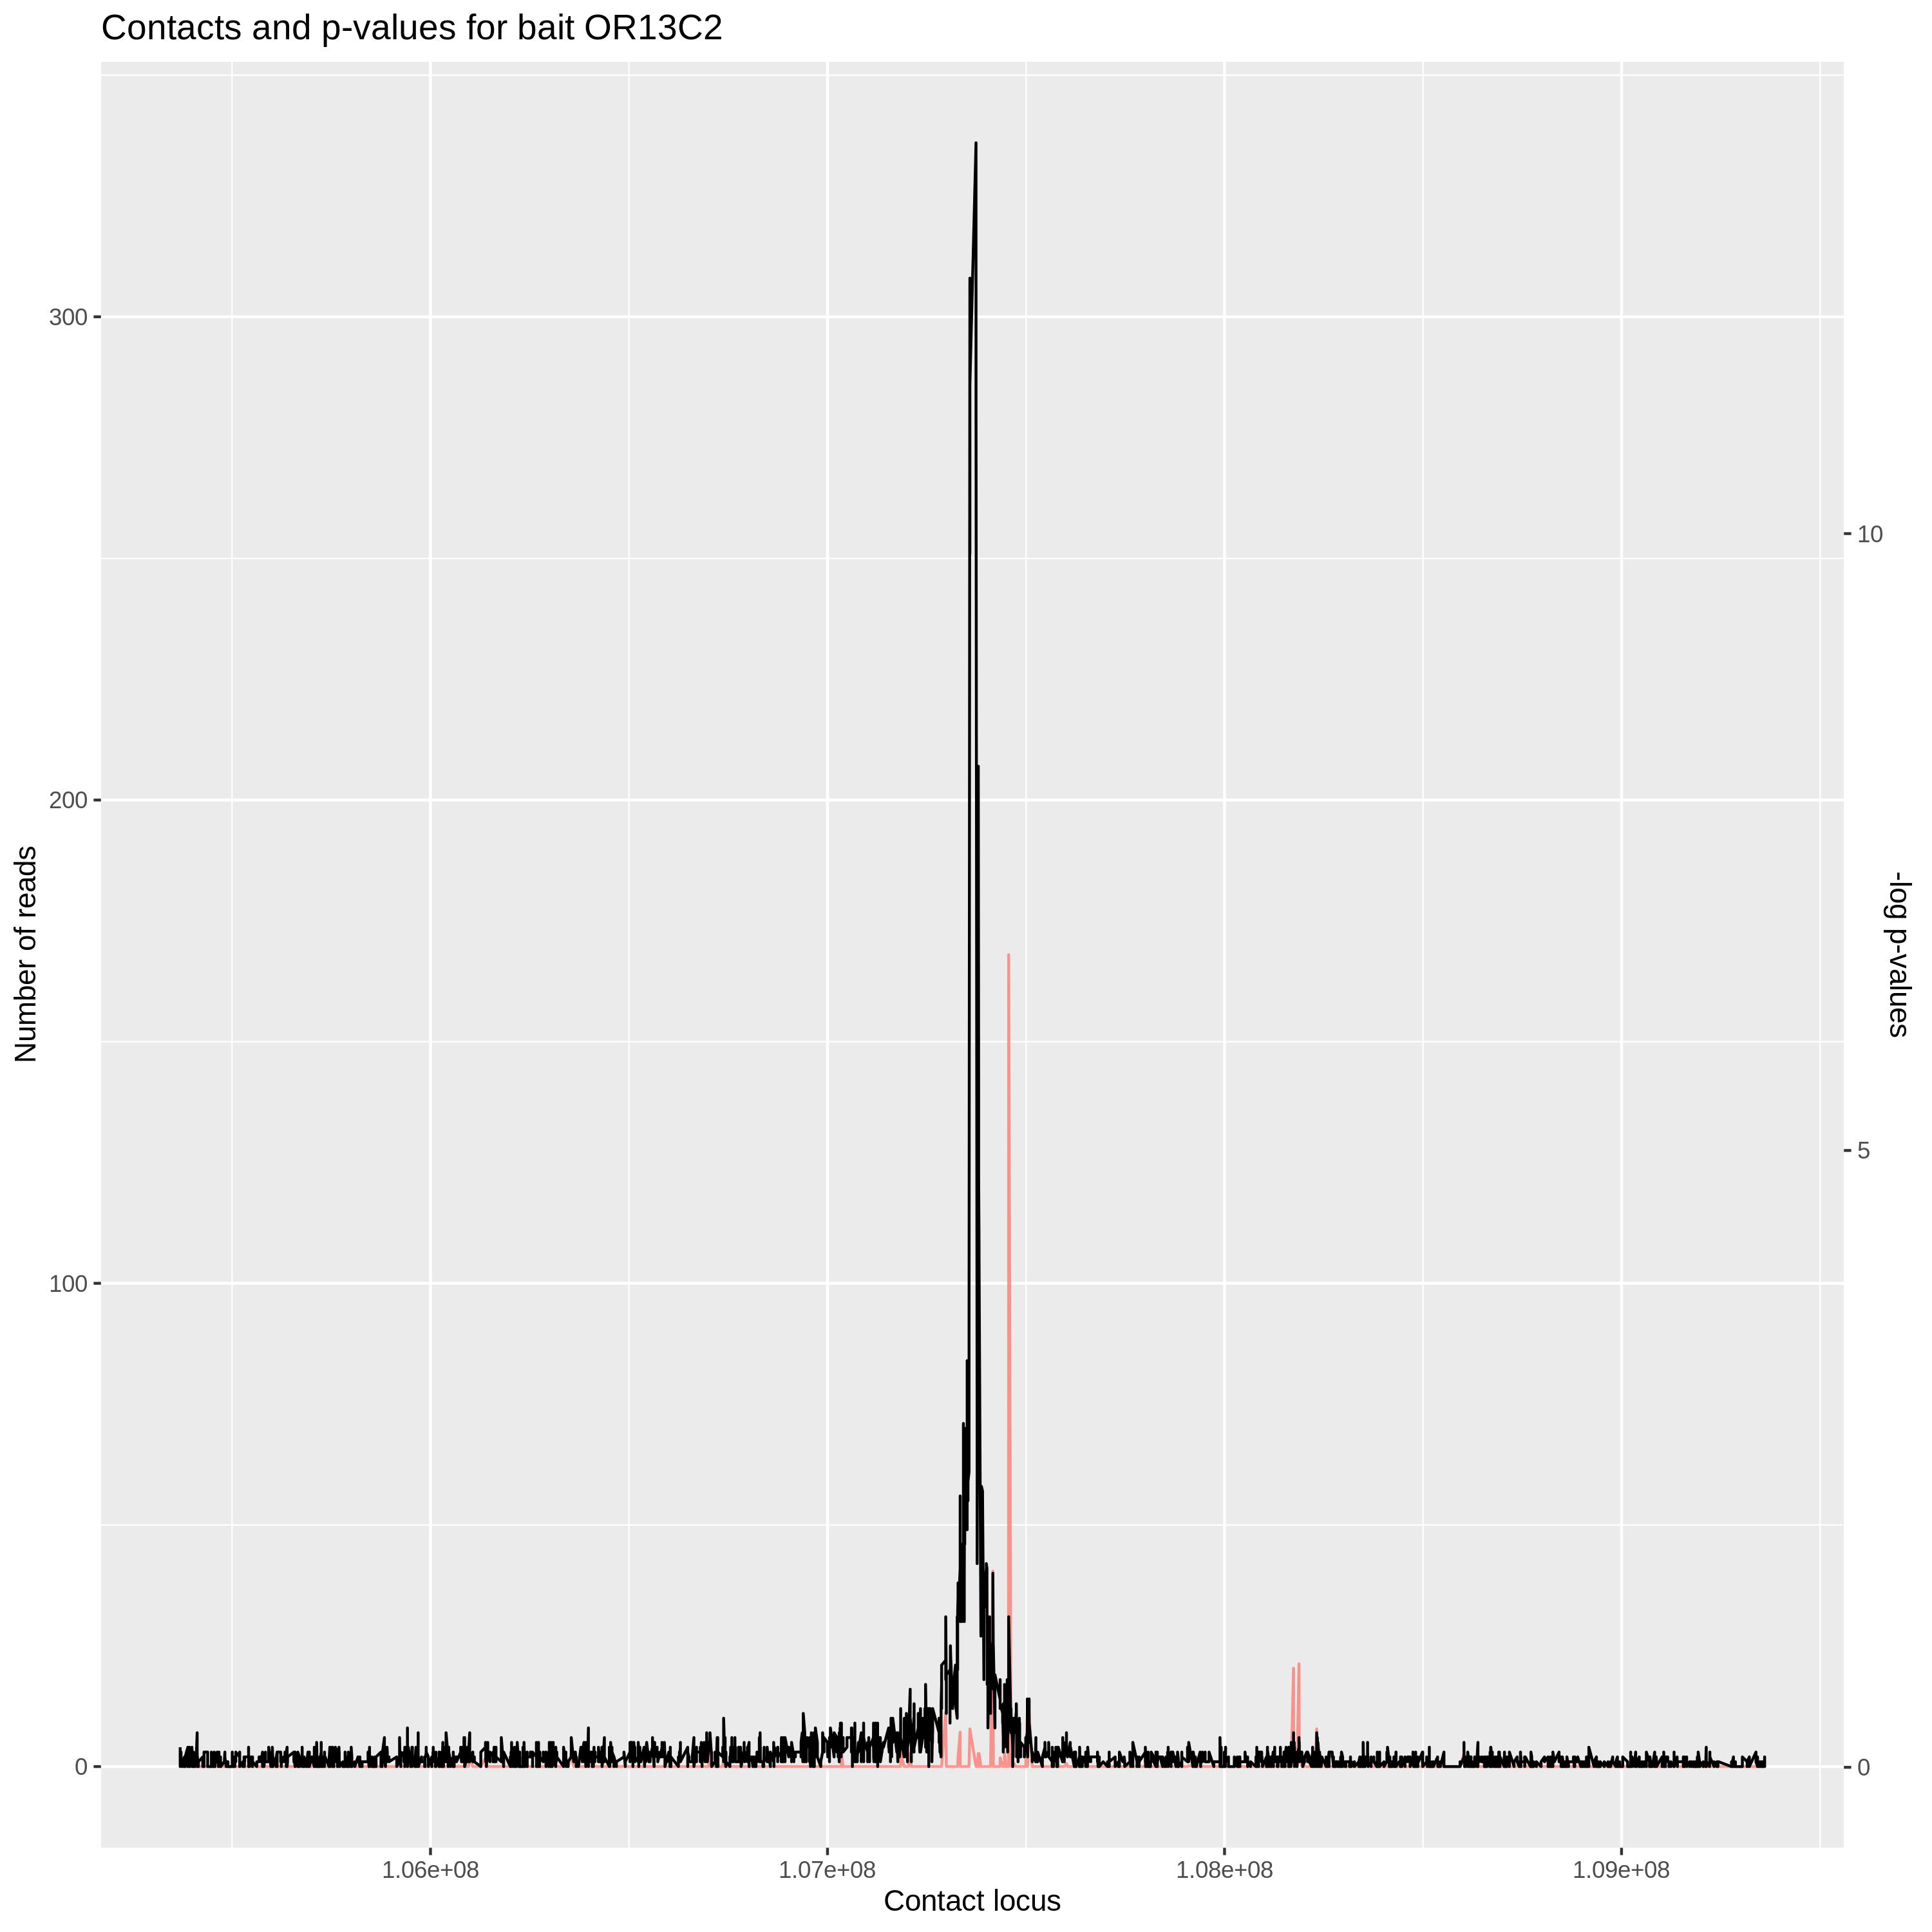 Contacts and p-values for bait OR13C2
300
200
100
0
Number of reads
10
5
0
-log p-values
1.06e+08
1.07e+08
1.08e+08
1.09e+08
Contact locus